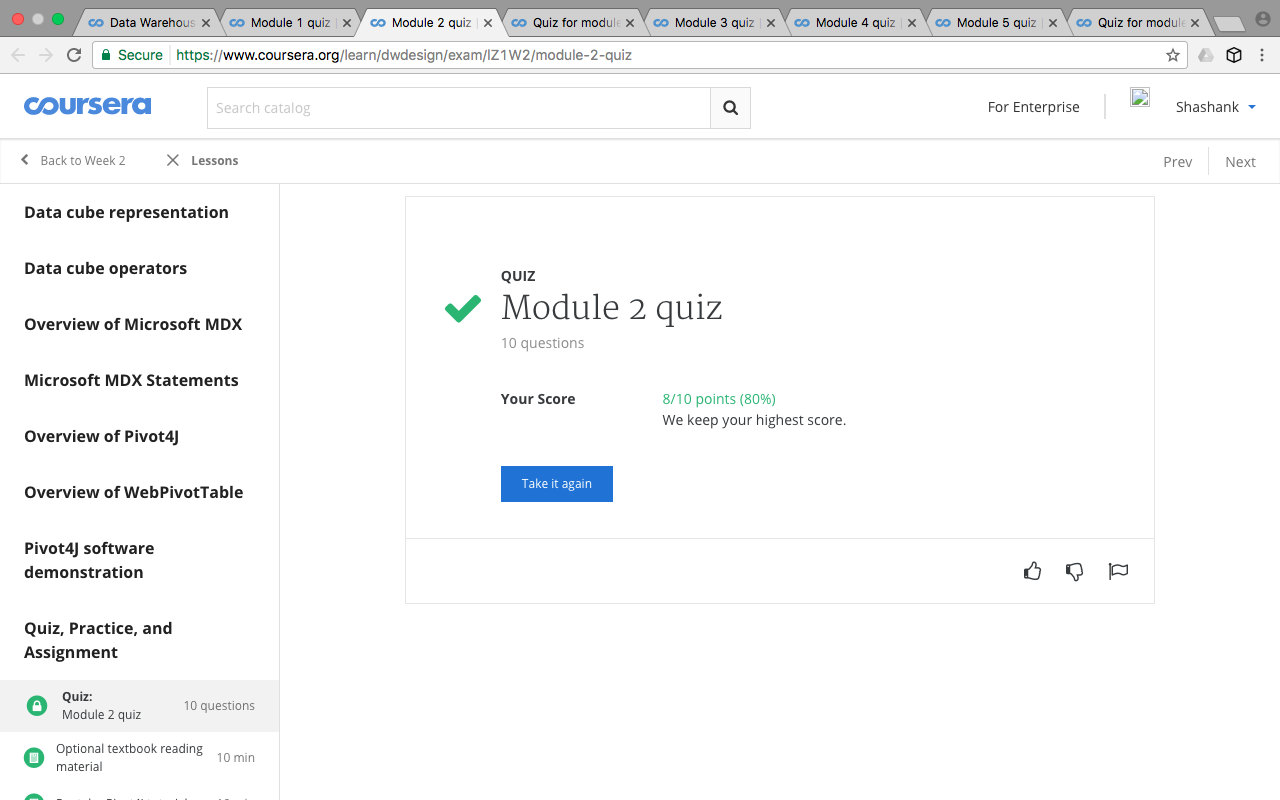 Data Warehous
Module 1 quiz
Module 2 quiz
Quiz for module
Module 3 quiz
Module 4 quiz
Module 5 quiz
Quiz for module
Secure
https://www.coursera.org/learn/dwdesign/exam/lZ1W2/module-2-quiz
coursera
Search catalog
For Enterprise
Shashank
Back to Week 2
Lessons
Prev
Next
Data cube representation
Data cube operators
Overview of Microsoft MDX
Microsoft MDX Statements
Overview of Pivot4J
Overview of WebPivotTable
Pivot4J software
demonstration
Quiz, Practice, and
Assignment
Quiz:
Module 2 quiz
10 questions
Optional textbook reading
material
10 min
QUIZ
Module 2 quiz
10 questions
Your Score
8/10 points (80%)
We keep your highest score.
Take it again